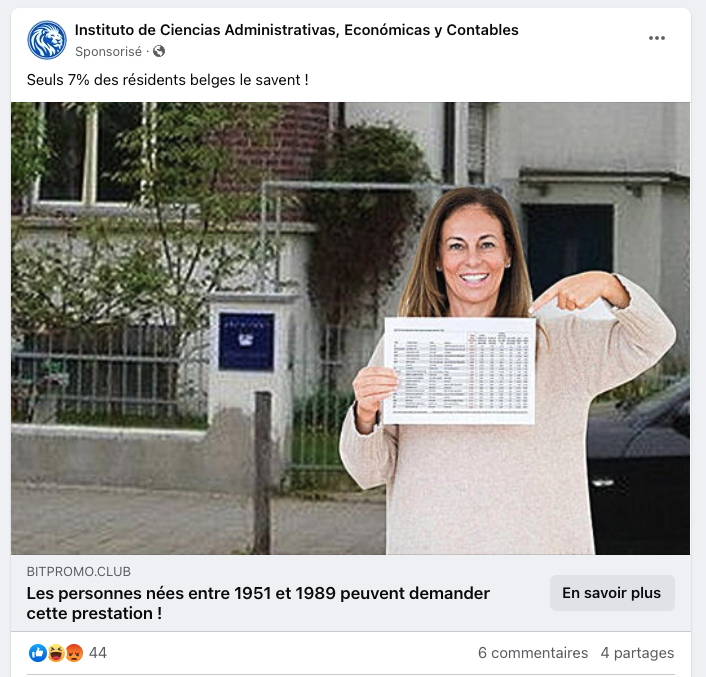 Instituto de Ciencias Administrativas, Económicas y Contables
Sponsorisé ·
Seuls 7% des résidents belges le savent !
BITPROMO.CLUB
Les personnes nées entre 1951 et 1989 peuvent demander
cette prestation !
En savoir plus
44
6 commentaires 4 partages